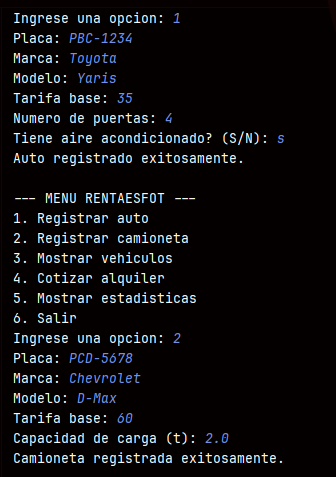 Ingrese una opcion: 1
Placa: PBC-1234
Marca: Toyota
Modelo: Yaris
Tarifa base: 35
Numero de puertas: 4
Tiene aire acondicionado? (S/N): s
Auto registrado exitosamente.
--- MENU RENTAESFOT ---
1. Registrar auto
2. Registrar camioneta
3. Mostrar vehiculos
4. Cotizar alquiler
5. Mostrar estadisticas
6. Salir
Ingrese una opcion: 2
Placa: PCD-5678
Marca: Chevrolet
Modelo: D-Max
Tarifa base: 60
Capacidad de carga (t): 2.0
Camioneta registrada exitosamente.